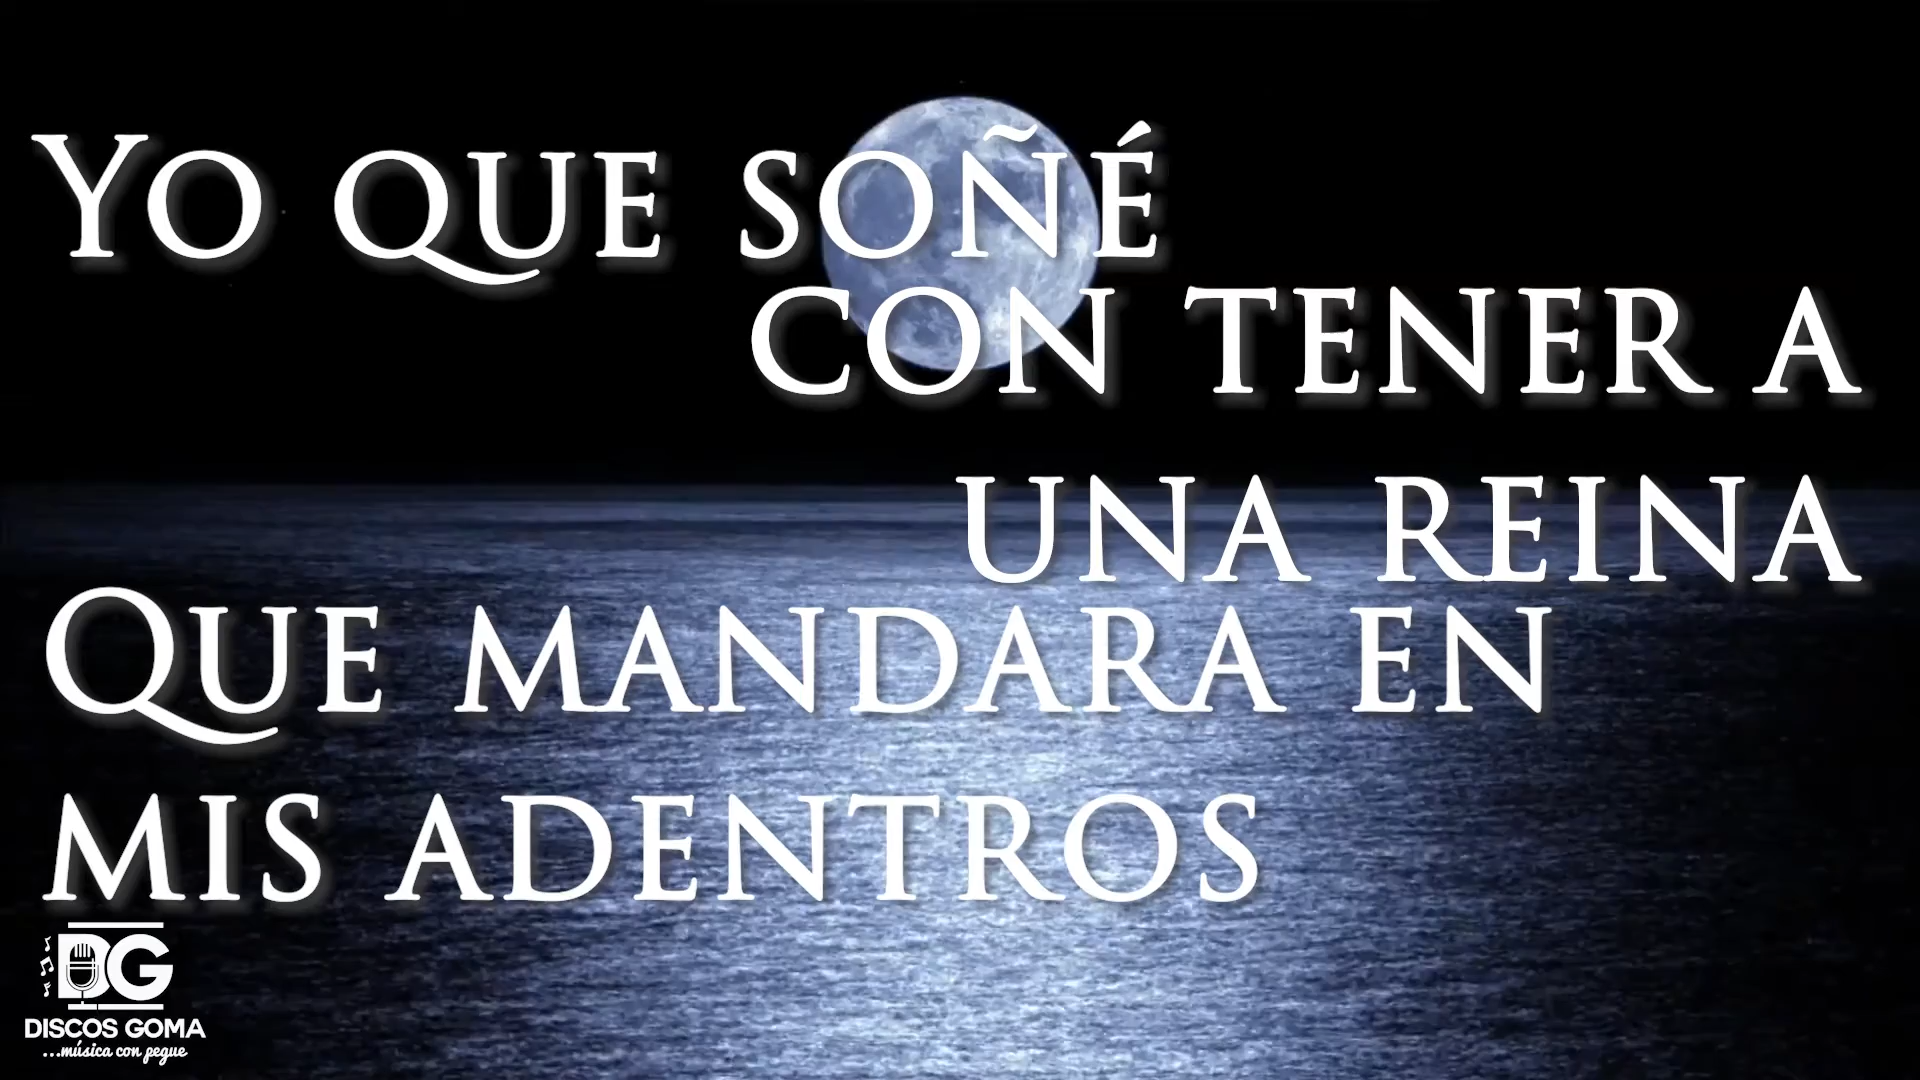 Yo que soñé
con tener a
una reina
Que mandara en
mis adentros
DG
DISCOS GOMA
...música con pegue